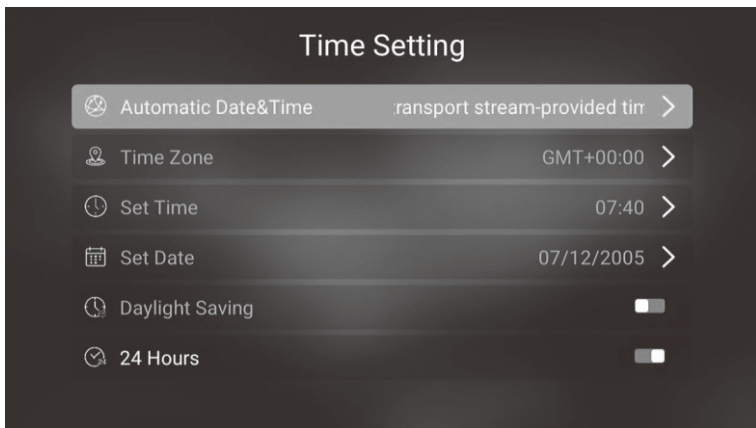 Time Setting
Automatic Date&Time ransport stream-provided tim
Time Zone GMT+00:00
Set Time 07:40
Set Date 07/12/2005
Daylight Saving
24 Hours